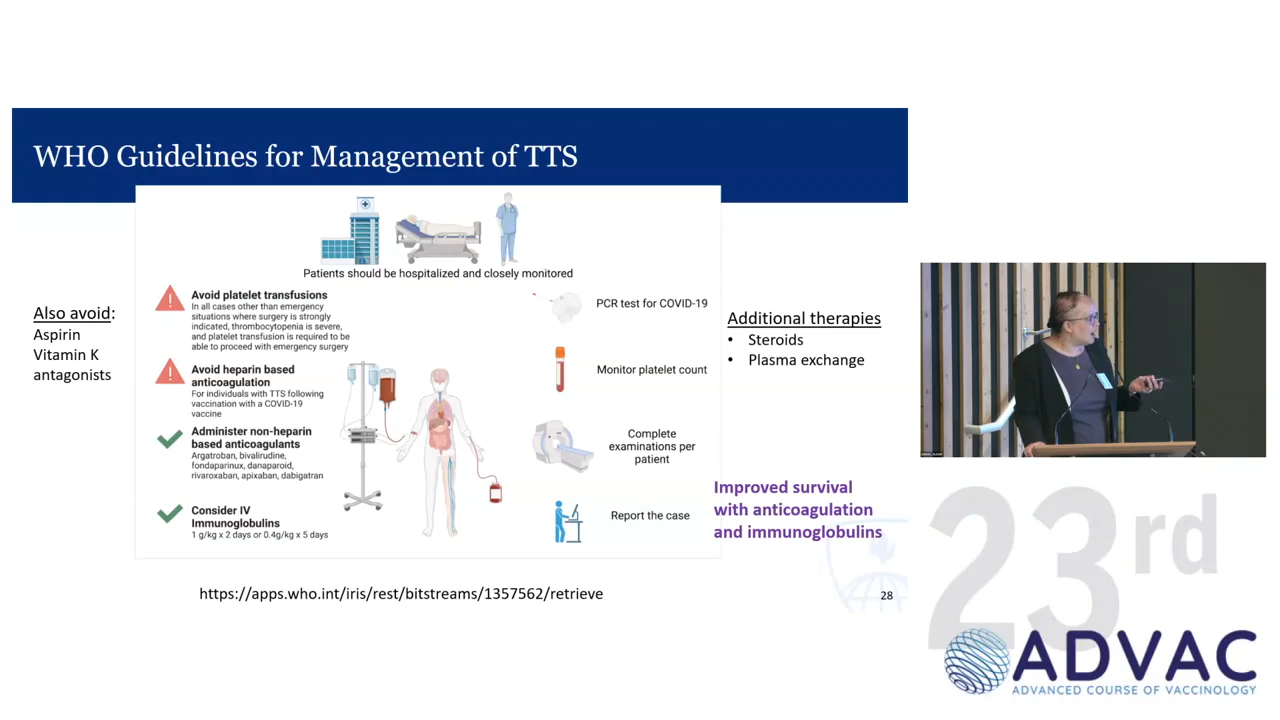 WHO Guidelines for Management of TTS
Patients should be hospitalized and closely monitored
Also avoid:
Aspirin
Vitamin K
antagonists
Avoid platelet transfusions
In all cases other than emergency
situations where surgery is strongly
indicated, thrombocytopenia is severe,
and platelet transfusion is required to be
able to proceed with emergency surgery
Avoid heparin based
anticoagulation
For individuals with TTS following
vaccination with a COVID-19
vaccine
Administer non-heparin
based anticoagulants
Argatroban, bivalirudine,
fondaparinux, danaparoid,
rivaroxaban, apixaban, dabigatran
Consider IV
Immunoglobulins
1 g/kg x 2 days or 0.4g/kg x 5 days
PCR test for COVID-19
Monitor platelet count
Complete
examinations per
patient
Report the case
Additional therapies
• Steroids
• Plasma exchange
Improved survival
with anticoagulation
and immunoglobulins
https://apps.who.int/iris/rest/bitstreams/1357562/retrieve
28
23rd
ADVAC
ADVANCED COURSE OF VACCINOLOGY